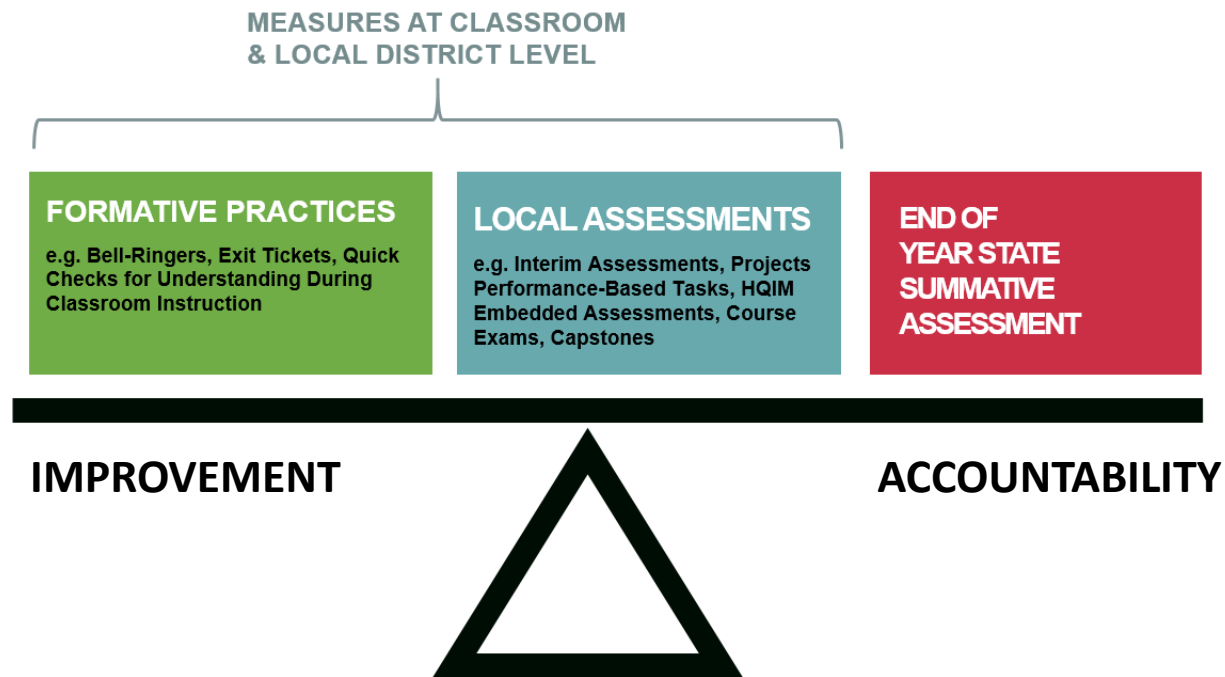 MEASURES AT CLASSROOM
& LOCAL DISTRICT LEVEL
FORMATIVE PRACTICES
e.g. Bell-Ringers, Exit Tickets, Quick
Checks for Understanding During
Classroom Instruction
LOCAL ASSESSMENTS
e.g. Interim Assessments, Projects
Performance-Based Tasks, HQIM
Embedded Assessments, Course
Exams, Capstones
END OF
YEAR STATE
SUMMATIVE
ASSESSMENT
IMPROVEMENT
ACCOUNTABILITY